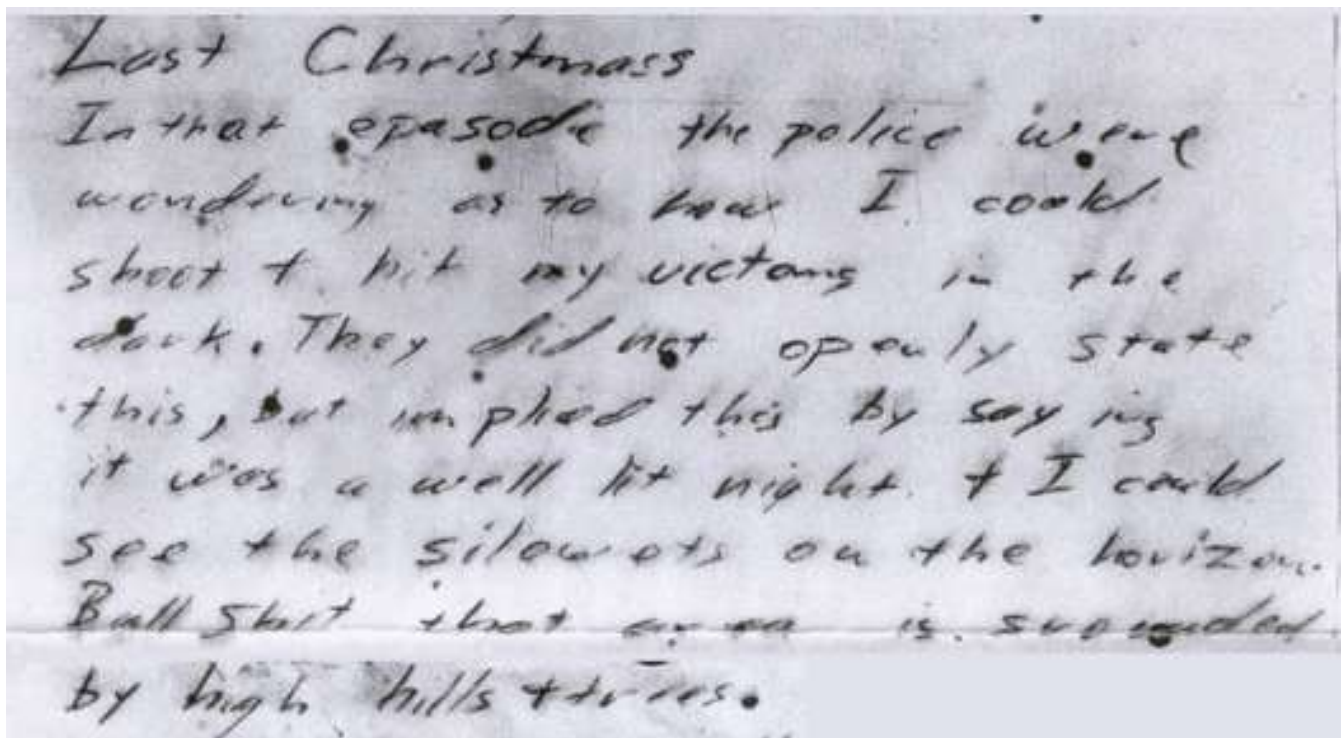 Last Christmass
In that epasode the police were
wondering as to how I could
shoot + hit my victoms in the
dark. They did not openly state
this, but implied this by saying
it was a well lit night + I could
see the silowets on the horizon.
Bullshit that area is srounded
by high hills + trees.